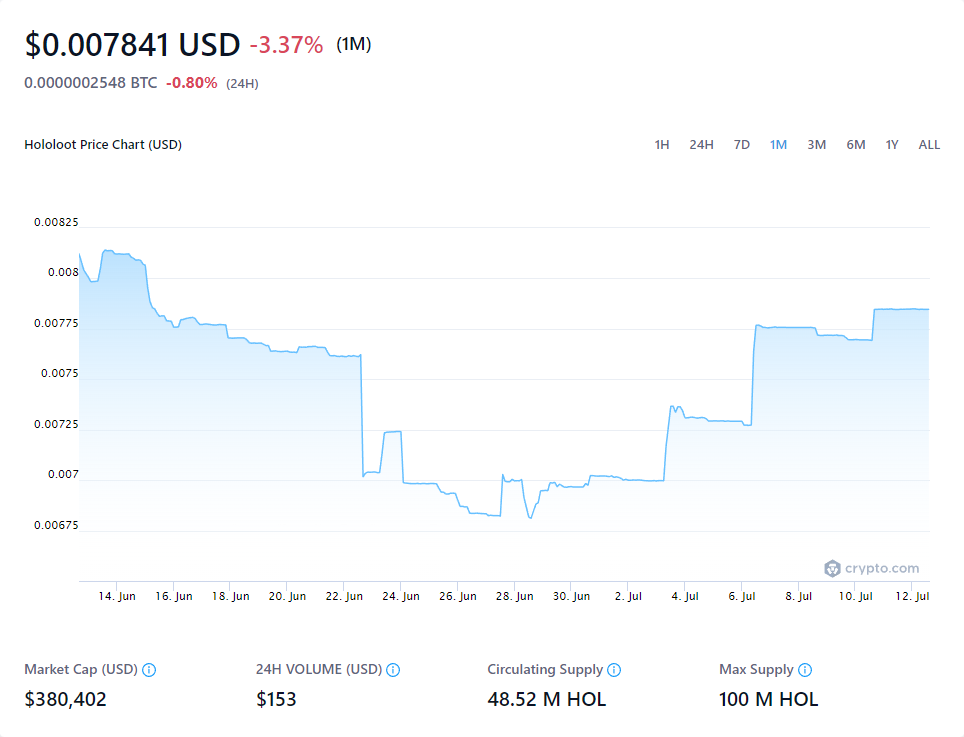 $0.007841 USD -3.37% (1M)
0.0000002548 BTC -0.80% (24H)
Hololoot Price Chart (USD) 1H 24H 7D 1M 3M 6M 1Y ALL
0.00825
0.008
0.00775
0.0075
0.00725
0.007
0.00675
crypto.com
14. Jun 16. Jun 18. Jun 20. Jun 22. Jun 24. Jun 26. Jun 28. Jun 30. Jun 2. Jul 4. Jul 6. Jul 8. Jul 10. Jul 12. Jul
Market Cap (USD) 24H VOLUME (USD) Circulating Supply Max Supply
$380,402 $153 48.52 M HOL 100 M HOL